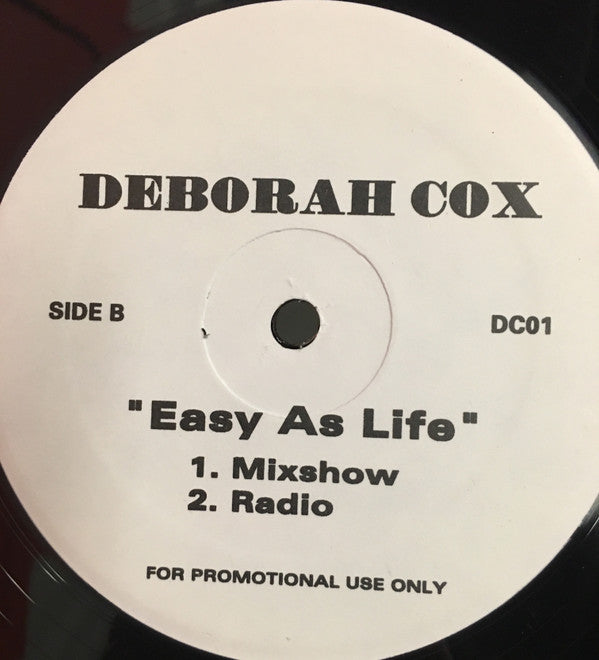 DEBORAH COX
SIDE B
DC01
"Easy As Life"
1. Mixshow
2. Radio
FOR PROMOTIONAL USE ONLY